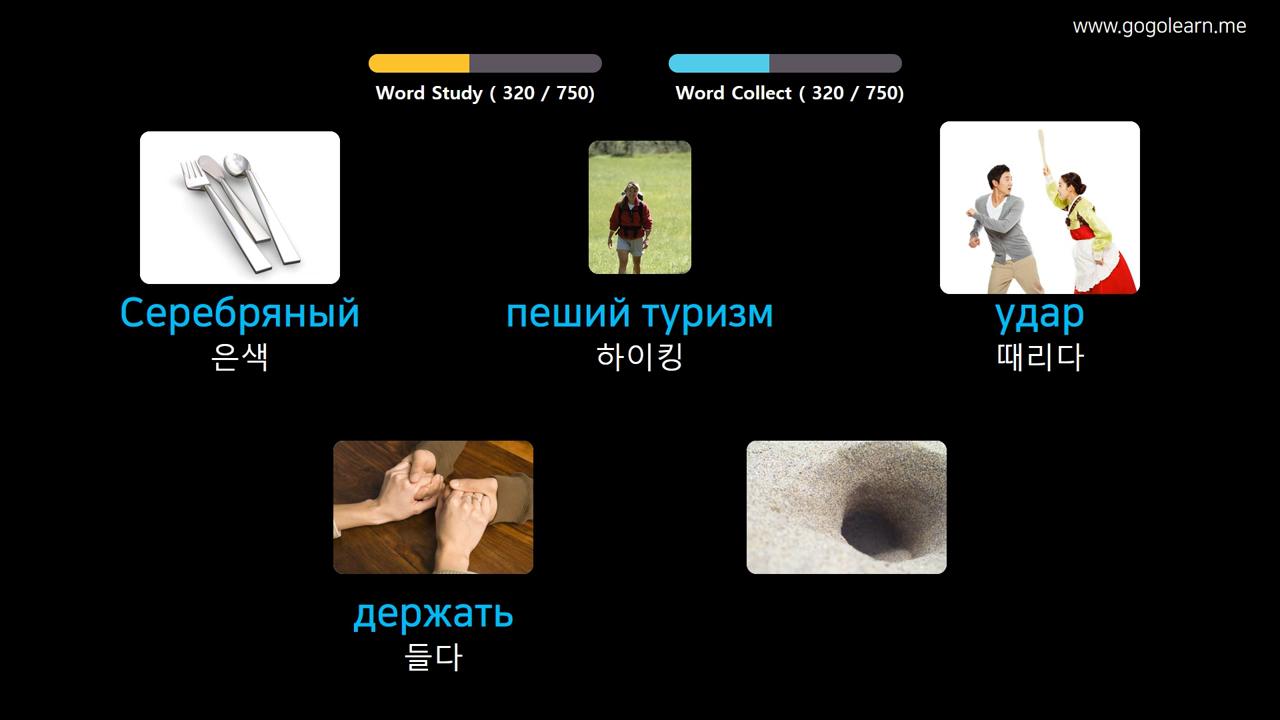 www.gogolearn.me
Word Study ( 320 / 750)
Word Collect ( 320 / 750)
Серебряный
은색
пеший туризм
하이킹
удар
때리다
держать
들다